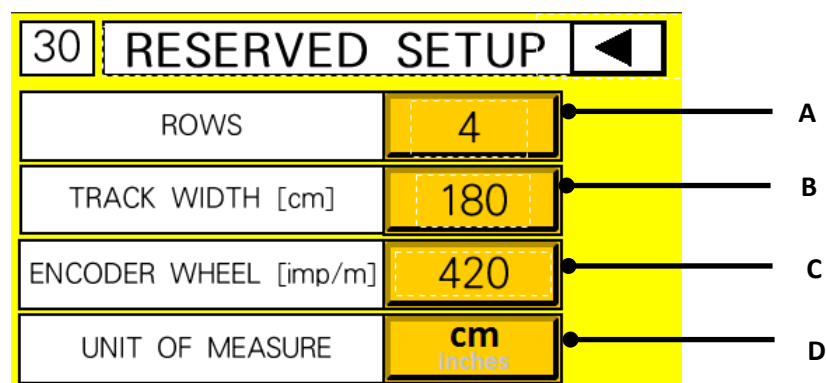 30 RESERVED SETUP
ROWS 4 A
TRACK WIDTH [cm] 180 B
ENCODER WHEEL [imp/m] 420 C
UNIT OF MEASURE cm D
inches